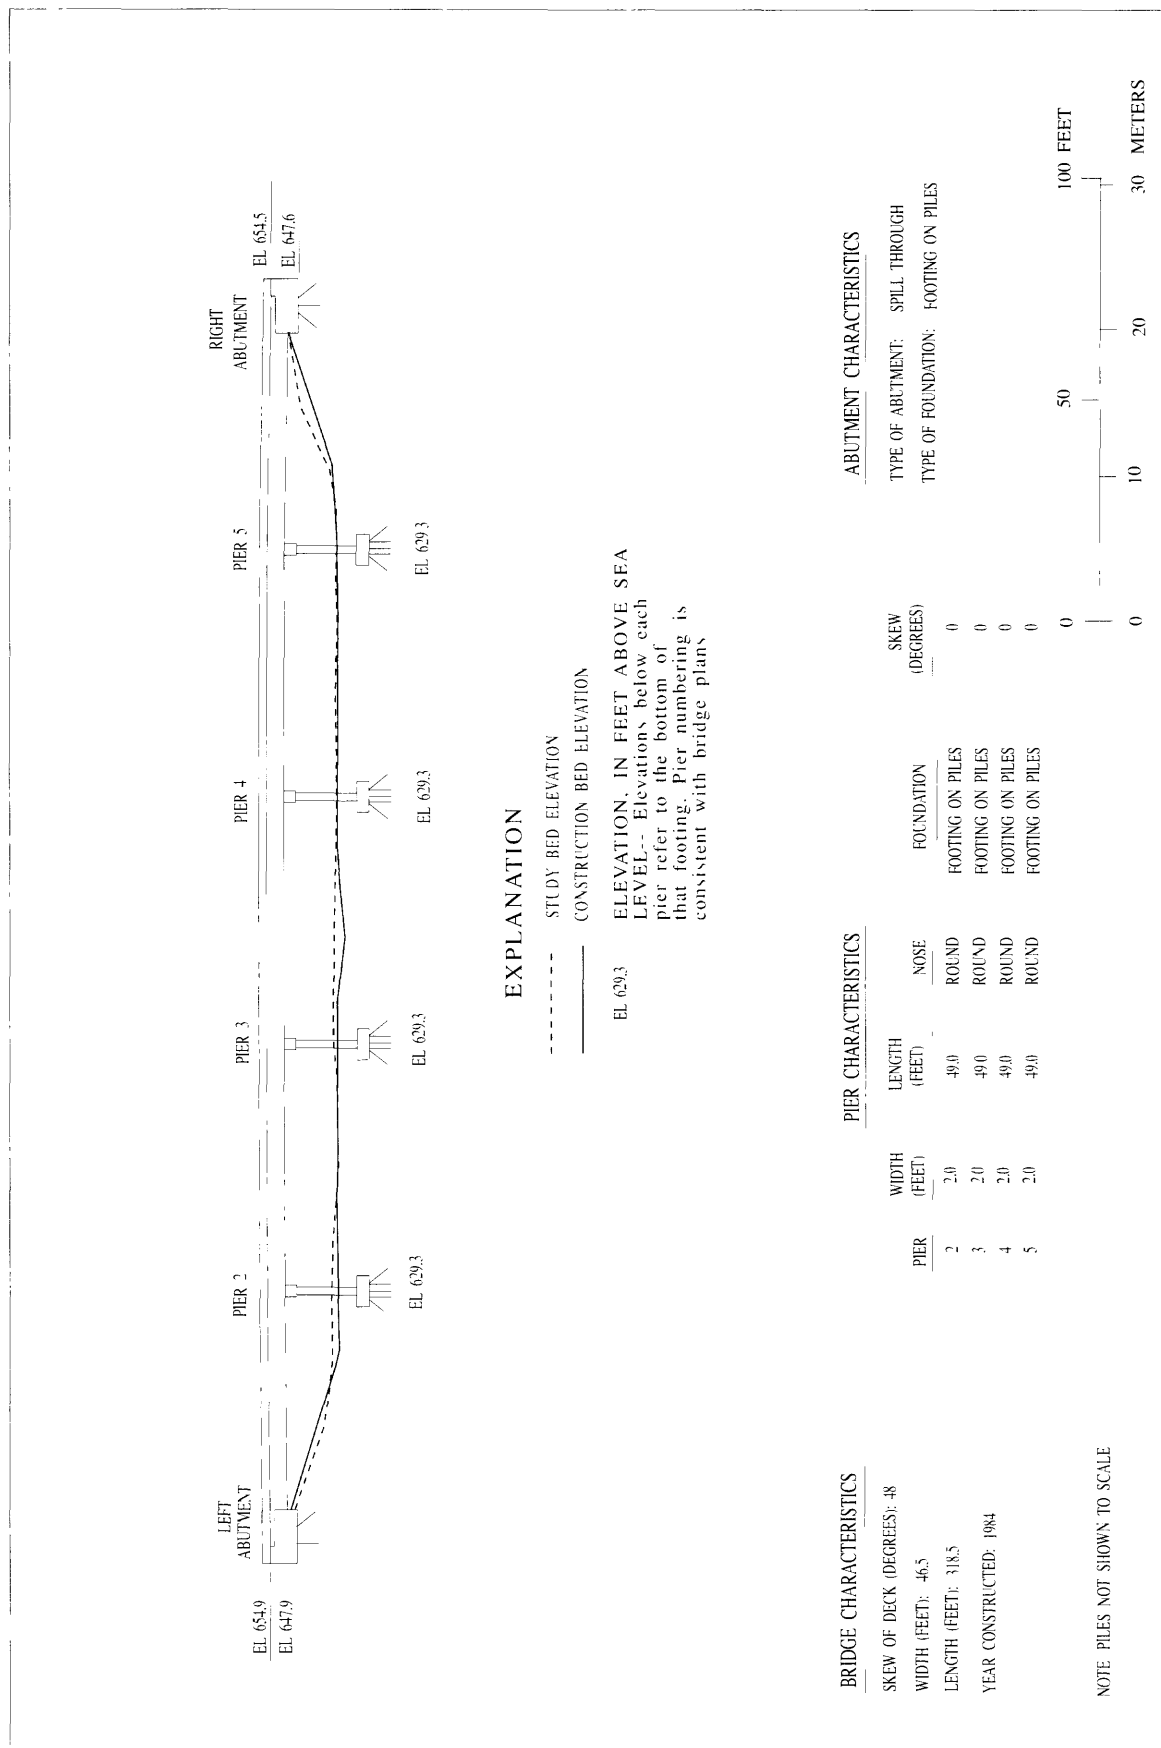 LEFT
ABUTMENT
PIER 2
PIER 3
PIER 4
PIER 5
RIGHT
ABUTMENT
EL 654.9
EL 647.9
EL 654.5
EL 647.6
EL 629.3
EL 629.3
EL 629.3
EL 629.3
EXPLANATION
STUDY BED ELEVATION
CONSTRUCTION BED ELEVATION
EL 629.3
ELEVATION, IN FEET ABOVE SEA
LEVEL-- Elevations below each
pier refer to the bottom of
that footing. Pier numbering is
consistent with bridge plans
BRIDGE CHARACTERISTICS
SKEW OF DECK (DEGREES): 48
WIDTH (FEET): 46.5
LENGTH (FEET): 318.5
YEAR CONSTRUCTED: 1984
PIER CHARACTERISTICS
PIER WIDTH (FEET) LENGTH (FEET) NOSE FOUNDATION SKEW (DEGREES)
2 2.0 49.0 ROUND FOOTING ON PILES 0
3 2.0 49.0 ROUND FOOTING ON PILES 0
4 2.0 49.0 ROUND FOOTING ON PILES 0
5 2.0 49.0 ROUND FOOTING ON PILES 0
ABUTMENT CHARACTERISTICS
TYPE OF ABUTMENT: SPILL THROUGH
TYPE OF FOUNDATION: FOOTING ON PILES
0 50 100 FEET
0 10 20 30 METERS
NOTE PILES NOT SHOWN TO SCALE